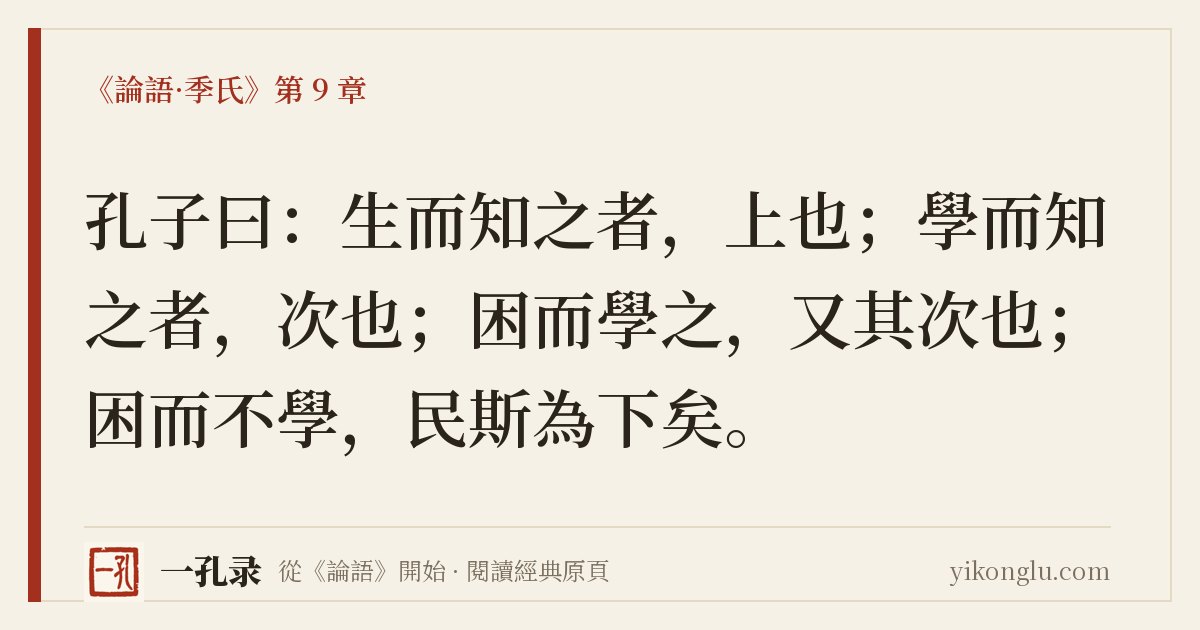 《論語·季氏》第 9 章
孔子曰：生而知之者，上也；學而知
之者，次也；困而學之，又其次也；
困而不學，民斯為下矣。
一孔
一孔录 從《論語》開始 · 閱讀經典原頁
yikonglu.com